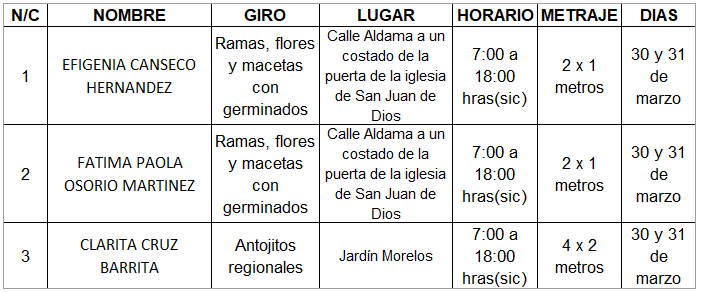 N/C NOMBRE GIRO LUGAR HORARIO METRAJE DIAS
1
EFIGENIA CANSECO
HERNANDEZ
Ramas, flores
y macetas
con
germinados
Calle Aldama a un
costado de la
puerta de la iglesia
de San Juan de
Dios
7:00 a
18:00
hras(sic)
2 x 1
metros
30 y 31
de
marzo
2
FATIMA PAOLA
OSORIO MARTINEZ
Ramas, flores
y macetas
con
germinados
Calle Aldama a un
costado de la
puerta de la iglesia
de San Juan de
Dios
7:00 a
18:00
hras(sic)
2 x 1
metros
30 y 31
de
marzo
3
CLARITA CRUZ
BARRITA
Antojitos
regionales
Jardín Morelos
7:00 a
18:00
hras(sic)
4 x 2
metros
30 y 31
de
marzo